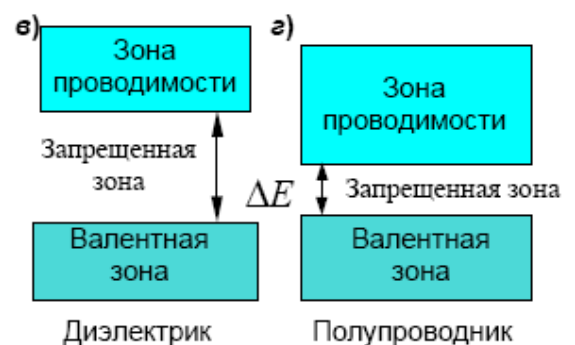 в)
Зона
проводимости
Запрещенная
зона
Валентная
зона
Диэлектрик
ΔE
г)
Зона
проводимости
Запрещенная зона
Валентная
зона
Полупроводник